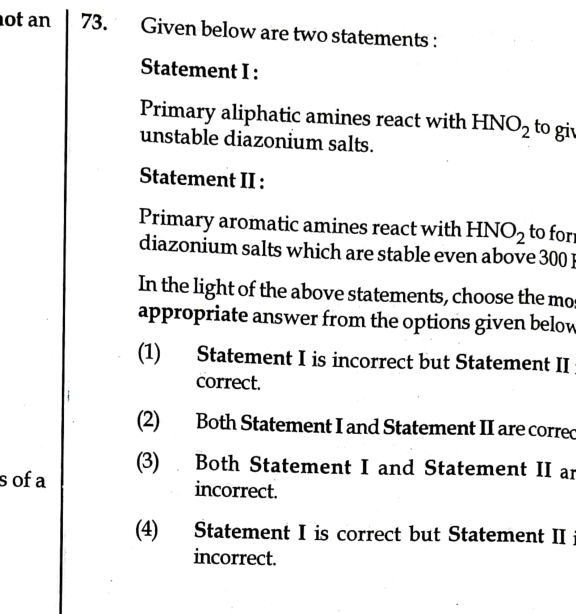 not an
73. Given below are two statements :
Statement I :
Primary aliphatic amines react with HNO2 to giv
unstable diazonium salts.
Statement II :
Primary aromatic amines react with HNO2 to for
diazonium salts which are stable even above 300
In the light of the above statements, choose the mos
appropriate answer from the options given below
(1) Statement I is incorrect but Statement II
correct.
(2) Both Statement I and Statement II are correc
(3) Both Statement I and Statement II ar
incorrect.
s of a
(4) Statement I is correct but Statement II i
incorrect.